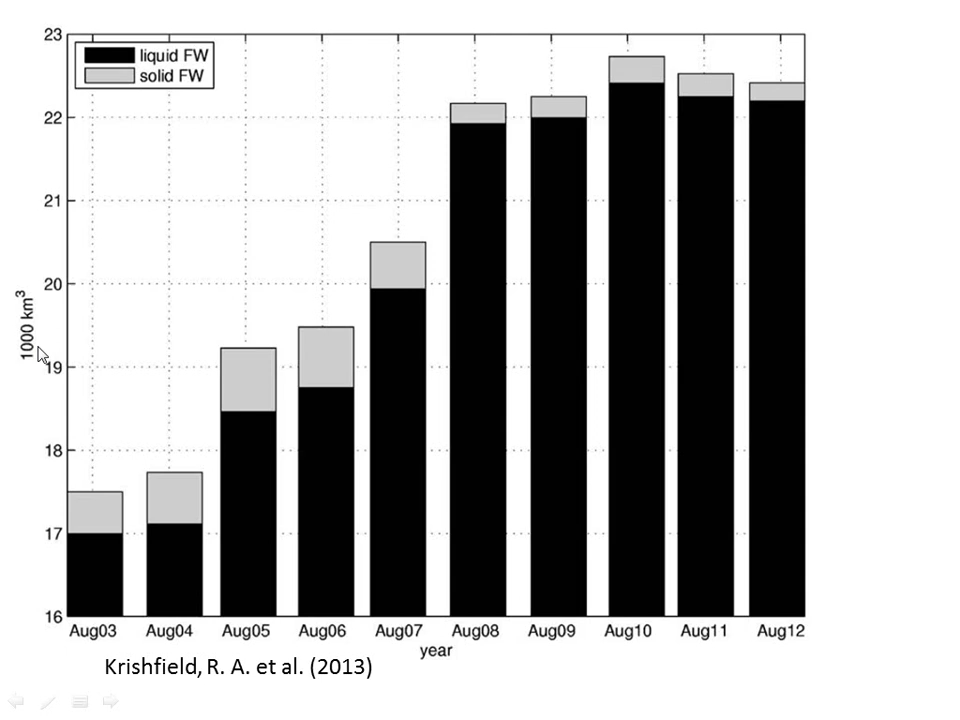 liquid FW
solid FW
23
22
21
20
19
18
17
16
1000 km³
Aug03 Aug04 Aug05 Aug06 Aug07 Aug08 Aug09 Aug10 Aug11 Aug12
year
Krishfield, R. A. et al. (2013)